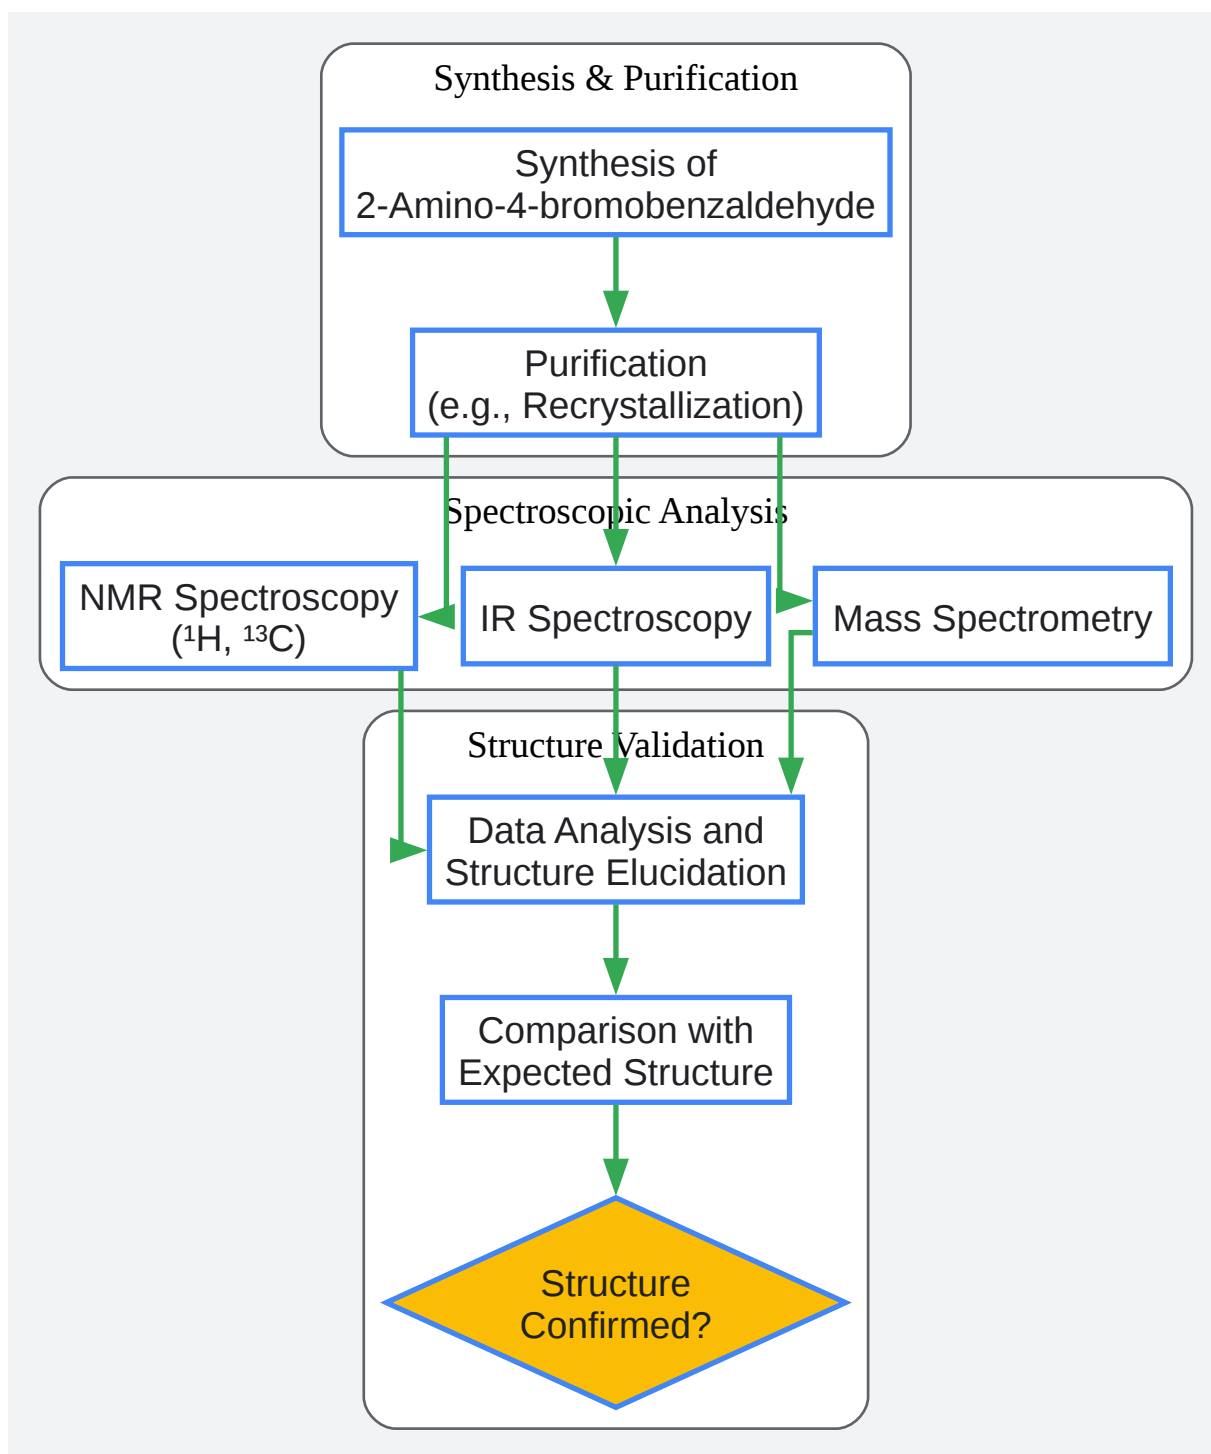 Synthesis & Purification
Synthesis of
2-Amino-4-bromobenzaldehyde
Purification
(e.g., Recrystallization)
Spectroscopic Analysis
NMR Spectroscopy
(¹H, ¹³C)
IR Spectroscopy
Mass Spectrometry
Structure Validation
Data Analysis and
Structure Elucidation
Comparison with
Expected Structure
Structure
Confirmed?